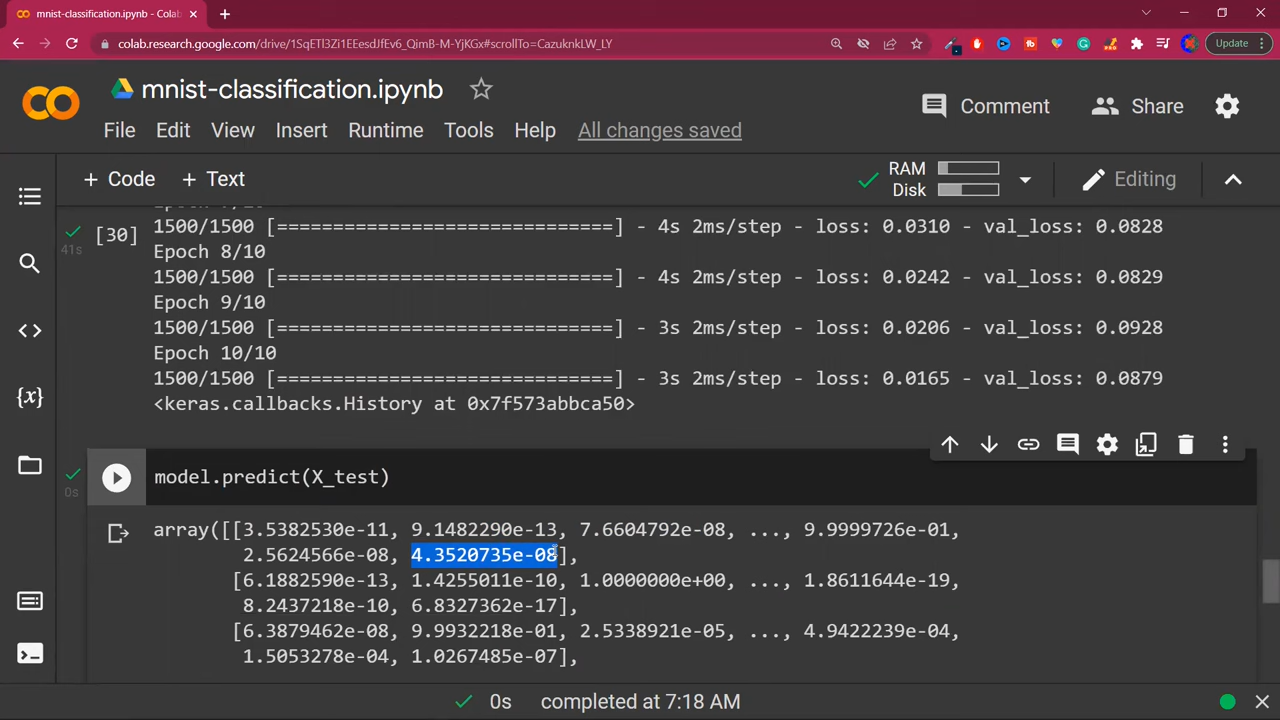 mnist-classification.ipynb - Colab
colab.research.google.com/drive/1SqETl3Zi1EEesdJfEv6_QimB-M-YjKGx#scrollTo=CazuknkLW_LY
Update
mnist-classification.ipynb
Comment
Share
File Edit View Insert Runtime Tools Help All changes saved
+ Code + Text
RAM
Disk
Editing
[30]
41s
1500/1500 [==============================] - 4s 2ms/step - loss: 0.0310 - val_loss: 0.0828
Epoch 8/10
1500/1500 [==============================] - 4s 2ms/step - loss: 0.0242 - val_loss: 0.0829
Epoch 9/10
1500/1500 [==============================] - 3s 2ms/step - loss: 0.0206 - val_loss: 0.0928
Epoch 10/10
1500/1500 [==============================] - 3s 2ms/step - loss: 0.0165 - val_loss: 0.0879
<keras.callbacks.History at 0x7f573abbca50>
0s
model.predict(X_test)
array([[3.5382530e-11, 9.1482290e-13, 7.6604792e-08, ..., 9.9999726e-01,
2.5624566e-08, 4.3520735e-08],
[6.1882590e-13, 1.4255011e-10, 1.0000000e+00, ..., 1.8611644e-19,
8.2437218e-10, 6.8327362e-17],
[6.3879462e-08, 9.9932218e-01, 2.5338921e-05, ..., 4.9422239e-04,
1.5053278e-04, 1.0267485e-07],
0s completed at 7:18 AM